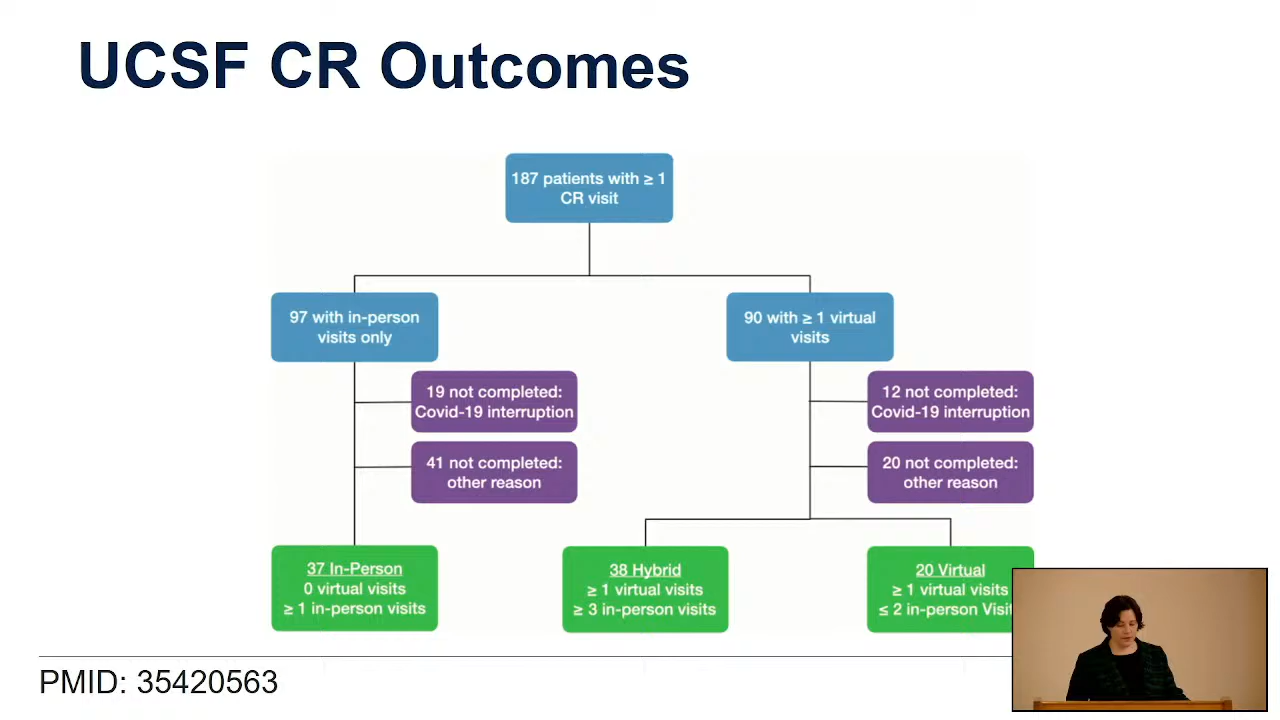 UCSF CR Outcomes
187 patients with ≥ 1
CR visit
97 with in-person
visits only
90 with ≥ 1 virtual
visits
19 not completed:
Covid-19 interruption
12 not completed:
Covid-19 interruption
41 not completed:
other reason
20 not completed:
other reason
37 In-Person
0 virtual visits
≥ 1 in-person visits
38 Hybrid
≥ 1 virtual visits
≥ 3 in-person visits
20 Virtual
≥ 1 virtual visits
≤ 2 in-person Visit
PMID: 35420563